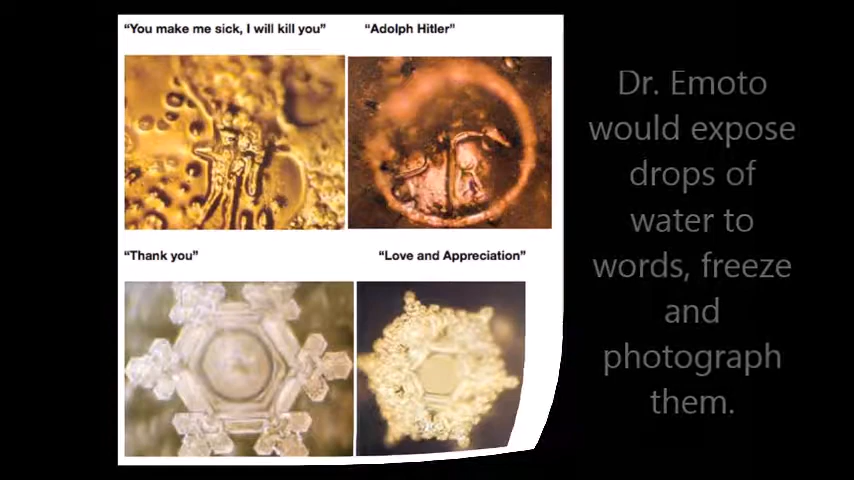 “You make me sick, I will kill you”
“Adolph Hitler”
“Thank you”
“Love and Appreciation”
Dr. Emoto
would expose
drops of
water to
words, freeze
and
photograph
them.